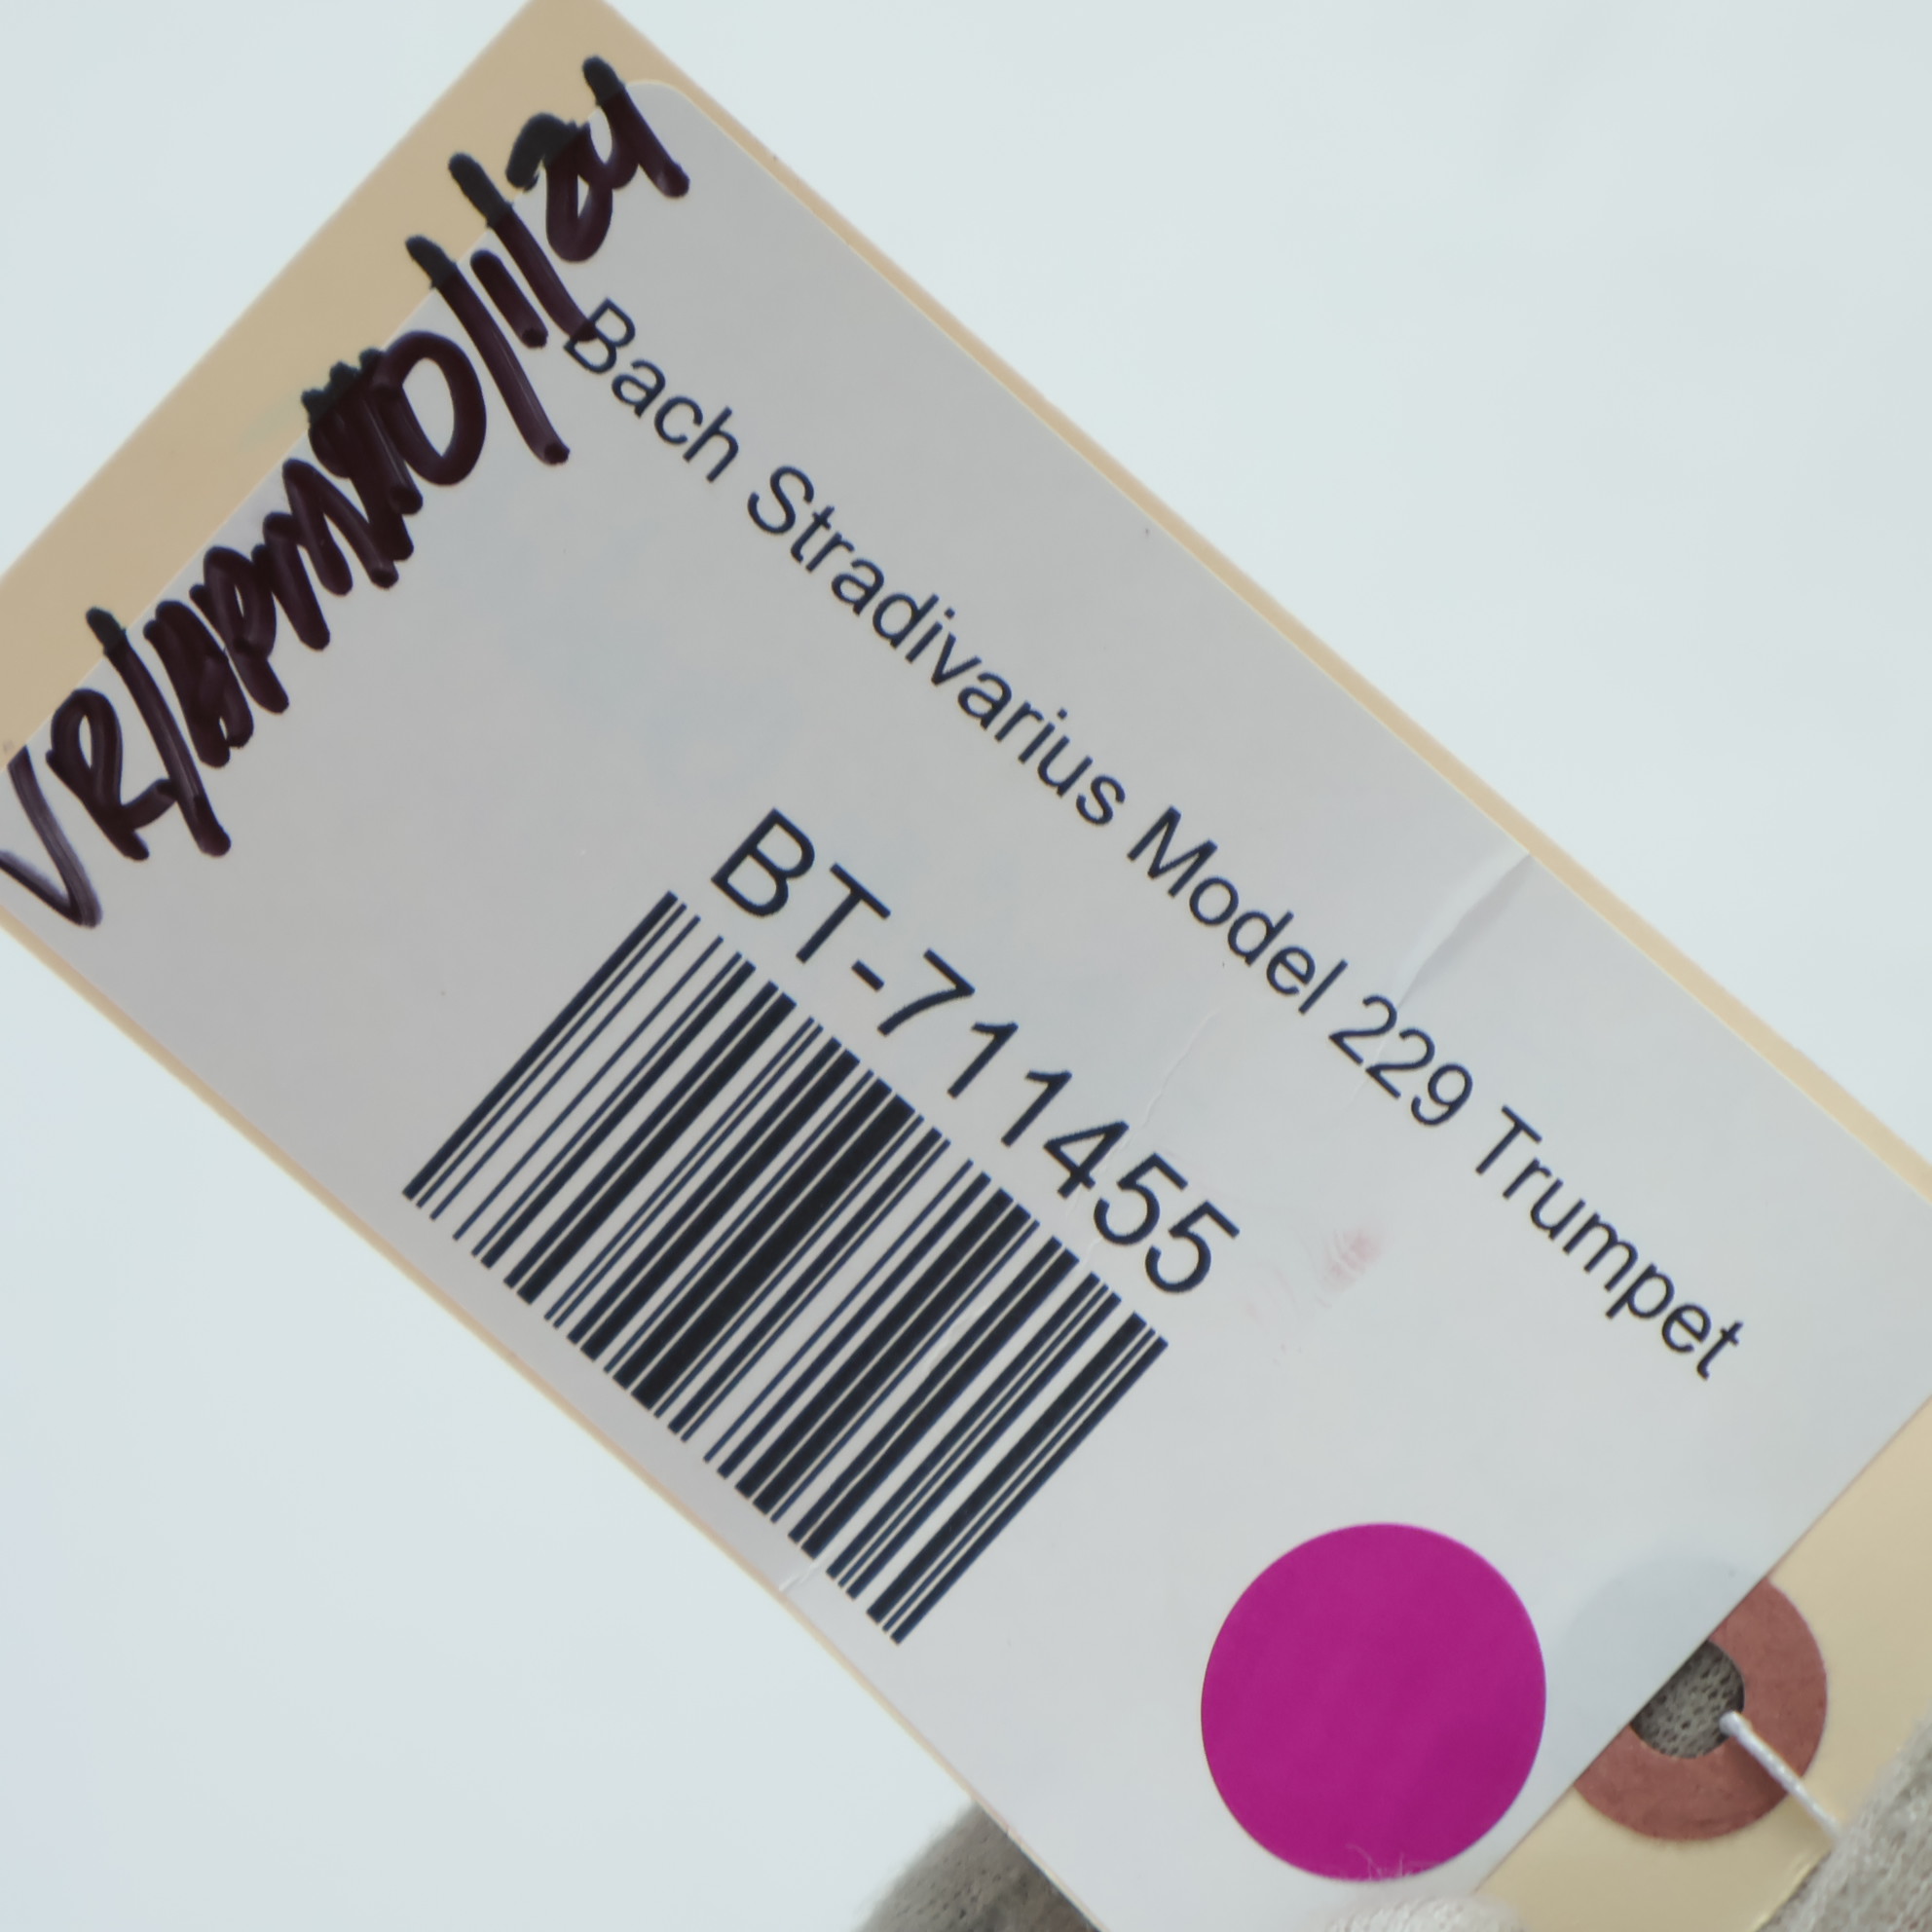 Bach Stradivarius Model 229 Trumpet
BT-711455